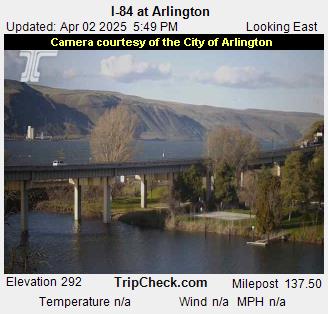 I-84 at Arlington
Updated: Apr 02 2025 5:49 PM Looking East
Camera courtesy of the City of Arlington
Elevation 292 TripCheck.com Milepost 137.50
Temperature n/a Wind n/a MPH n/a